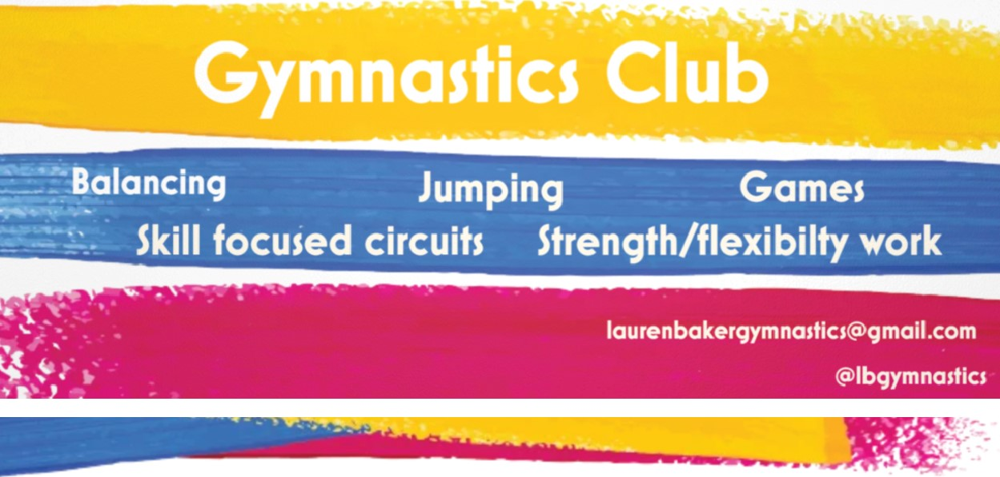 Gymnastics Club
Balancing Jumping Games
Skill focused circuits Strength/flexibilty work
laurenbakergymnastics@gmail.com
@lbgymnastics